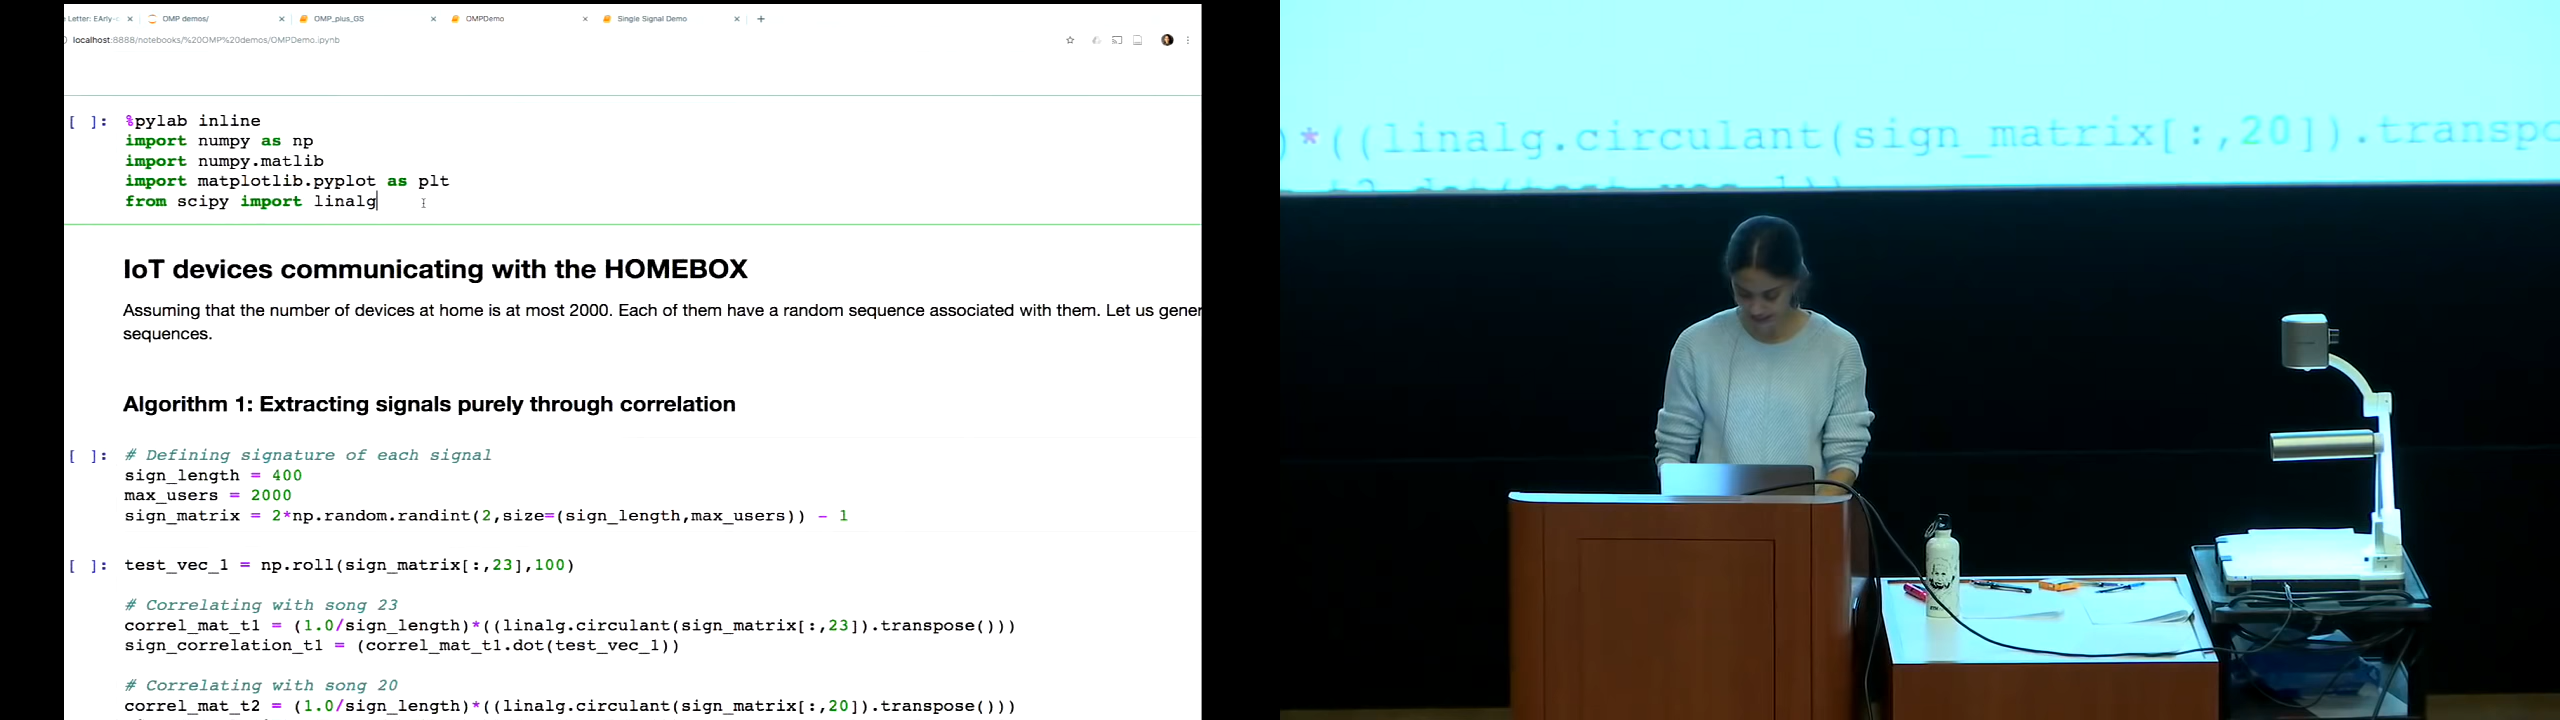 e Letter: EArly-
OMP demos/
OMP_plus_GS
OMPDemo
Single Signal Demo
localhost:8888/notebooks/%20OMP%20demos/OMPDemo.ipynb
[ ]: %pylab inline
import numpy as np
import numpy.matlib
import matplotlib.pyplot as plt
from scipy import linalg
IoT devices communicating with the HOMEBOX
Assuming that the number of devices at home is at most 2000. Each of them have a random sequence associated with them. Let us gener
sequences.
Algorithm 1: Extracting signals purely through correlation
[ ]: # Defining signature of each signal
sign_length = 400
max_users = 2000
sign_matrix = 2*np.random.randint(2,size=(sign_length,max_users)) - 1
[ ]: test_vec_1 = np.roll(sign_matrix[:,23],100)
# Correlating with song 23
correl_mat_t1 = (1.0/sign_length)*((linalg.circulant(sign_matrix[:,23]).transpose()))
sign_correlation_t1 = (correl_mat_t1.dot(test_vec_1))
# Correlating with song 20
correl_mat_t2 = (1.0/sign_length)*((linalg.circulant(sign_matrix[:,20]).transpose()))
)*((linalg.circulant(sign_matrix[:,20]).transpo